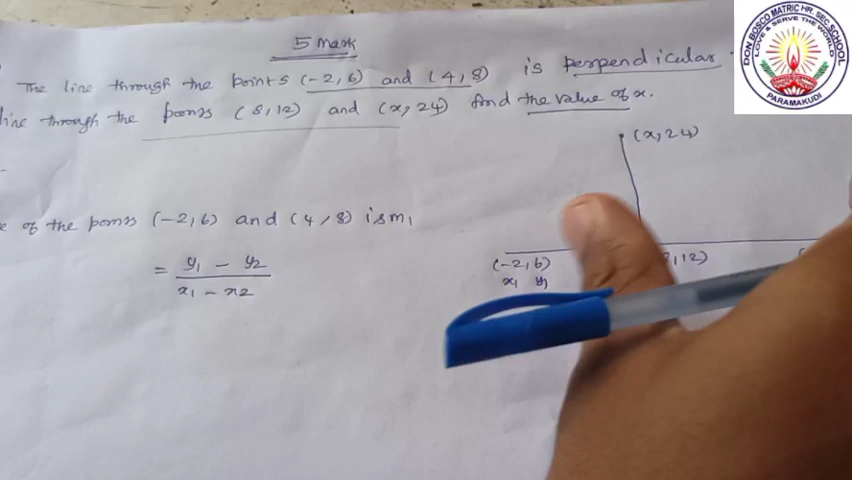 5 Mark
The line through the points (-2, 6) and (4, 8) is perpendicular
line through the points (8, 12) and (x, 24) find the value of x.
(x, 24)
of the points (-2, 6) and (4, 8) is m1
= y1 - y2
x1 - x2
(-2, 6)
, 12)
x1 y1
DON BOSCO MATRIC HR. SEC SCHOOL
LOVE & SERVE THE WORLD
PARAMAKUDI